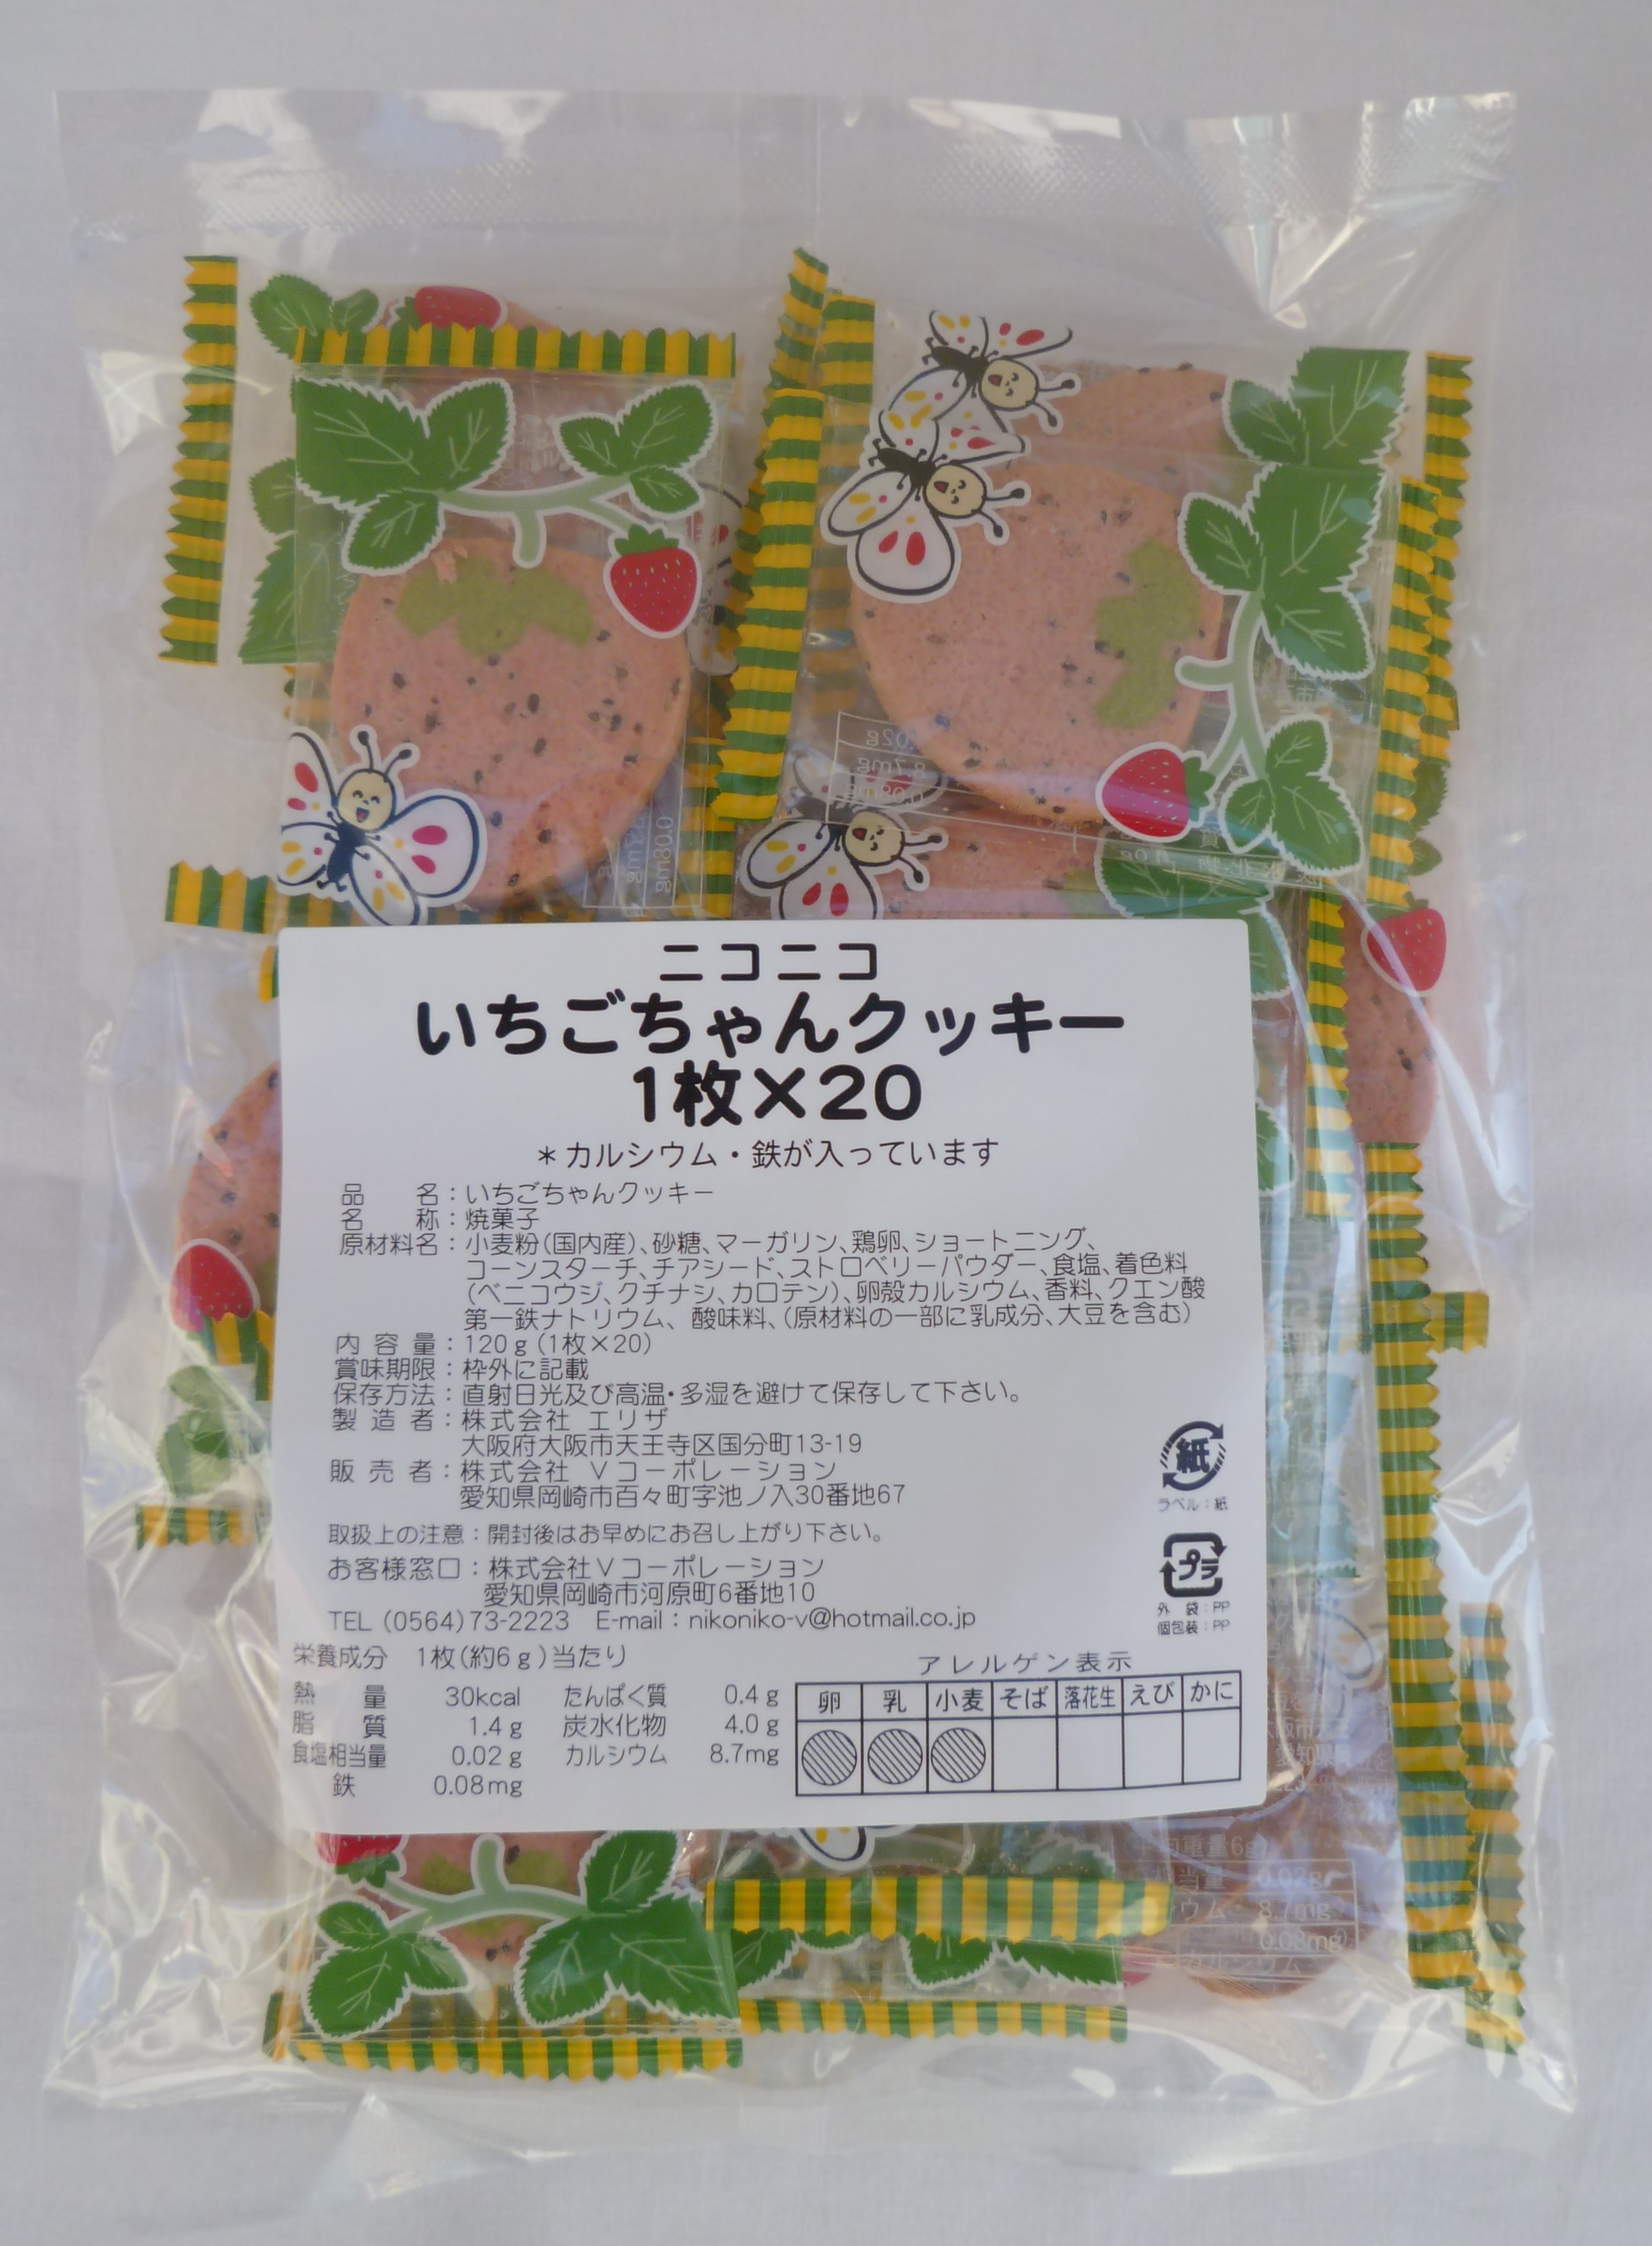 ニコニコ
いちごちゃんクッキー
1枚×20
＊カルシウム・鉄が入っています
品名：いちごちゃんクッキー
名称：焼菓子
原材料名：小麦粉(国内産)、砂糖、マーガリン、鶏卵、ショートニング、
コーンスターチ、チアシード、ストロベリーパウダー、食塩、着色料
(ベニコウジ、クチナシ、カロテン)、卵殻カルシウム、香料、クエン酸
第一鉄ナトリウム、酸味料、(原材料の一部に乳成分、大豆を含む)
内容量：120g(1枚×20)
賞味期限：枠外に記載
保存方法：直射日光及び高温・多湿を避けて保存して下さい。
製造者：株式会社 エリザ
大阪府大阪市天王寺区国分町13-19
販売者：株式会社 Vコーポレーション
愛知県岡崎市百々町字池ノ入30番地67
取扱上の注意：開封後はお早めにお召し上がり下さい。
お客様窓口：株式会社Vコーポレーション
愛知県岡崎市河原町6番地10
TEL (0564)73-2223 E-mail：nikoniko-v@hotmail.co.jp
紙
ラベル：紙
プラ
外袋：PP
個包装：PP
栄養成分 1枚(約6g)当たり
熱量 30kcal たんぱく質 0.4g
脂質 1.4g 炭水化物 4.0g
食塩相当量 0.02g カルシウム 8.7mg
鉄 0.08mg
アレルゲン表示
卵 乳 小麦 そば 落花生 えび かに
0.02g
8.7mg
0.08mg